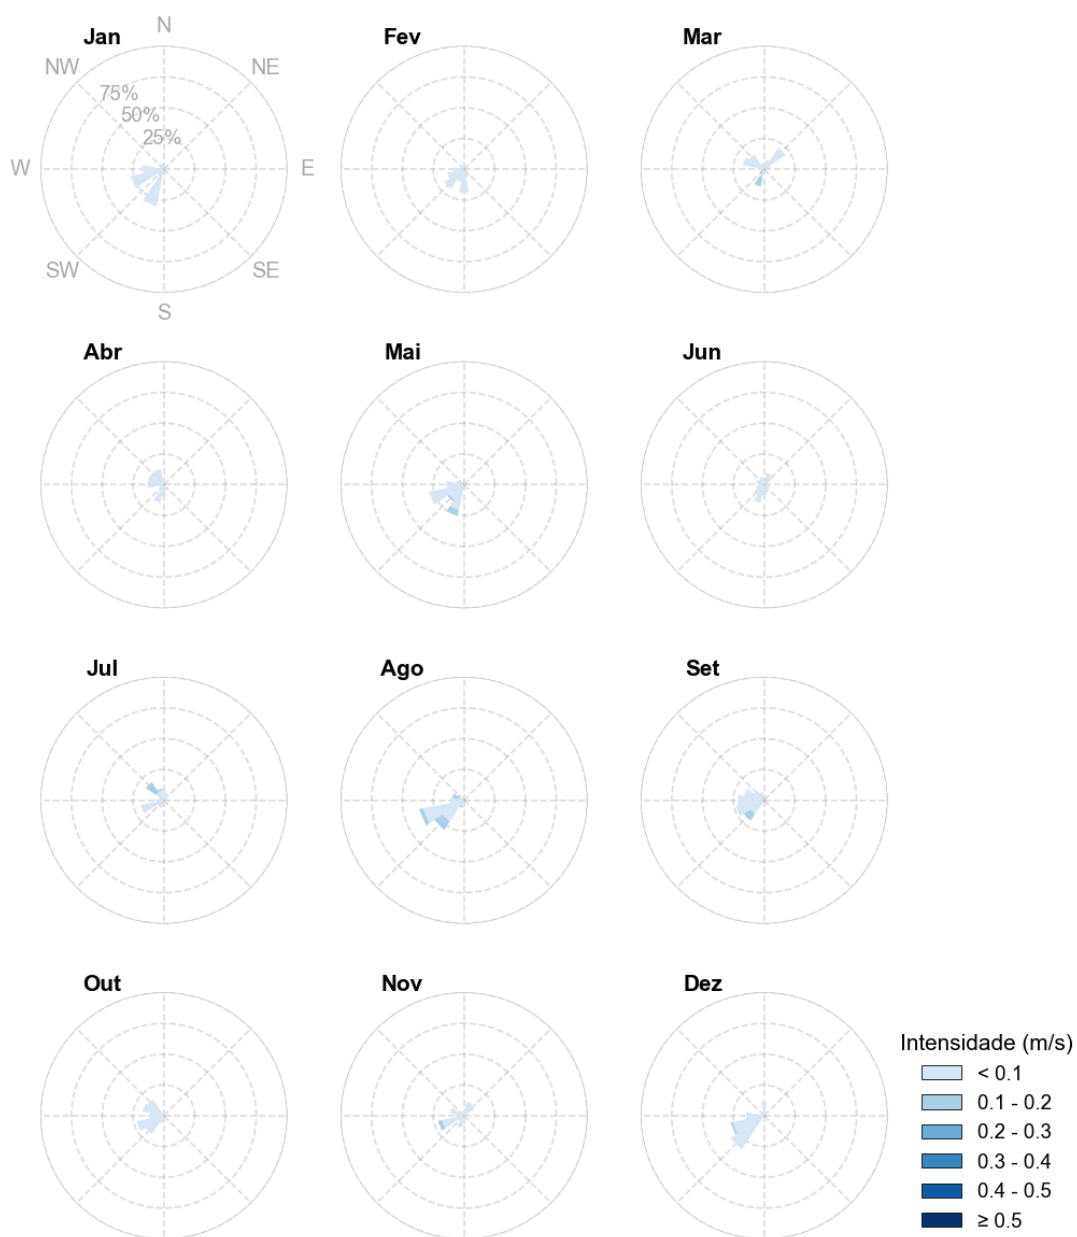 Jan
N
Fev
Mar
NW
NE
75%
50%
25%
W
E
SW
SE
S
Abr
Mai
Jun
Jul
Ago
Set
Out
Nov
Dez
Intensidade (m/s)
< 0.1
0.1 - 0.2
0.2 - 0.3
0.3 - 0.4
0.4 - 0.5
≥ 0.5